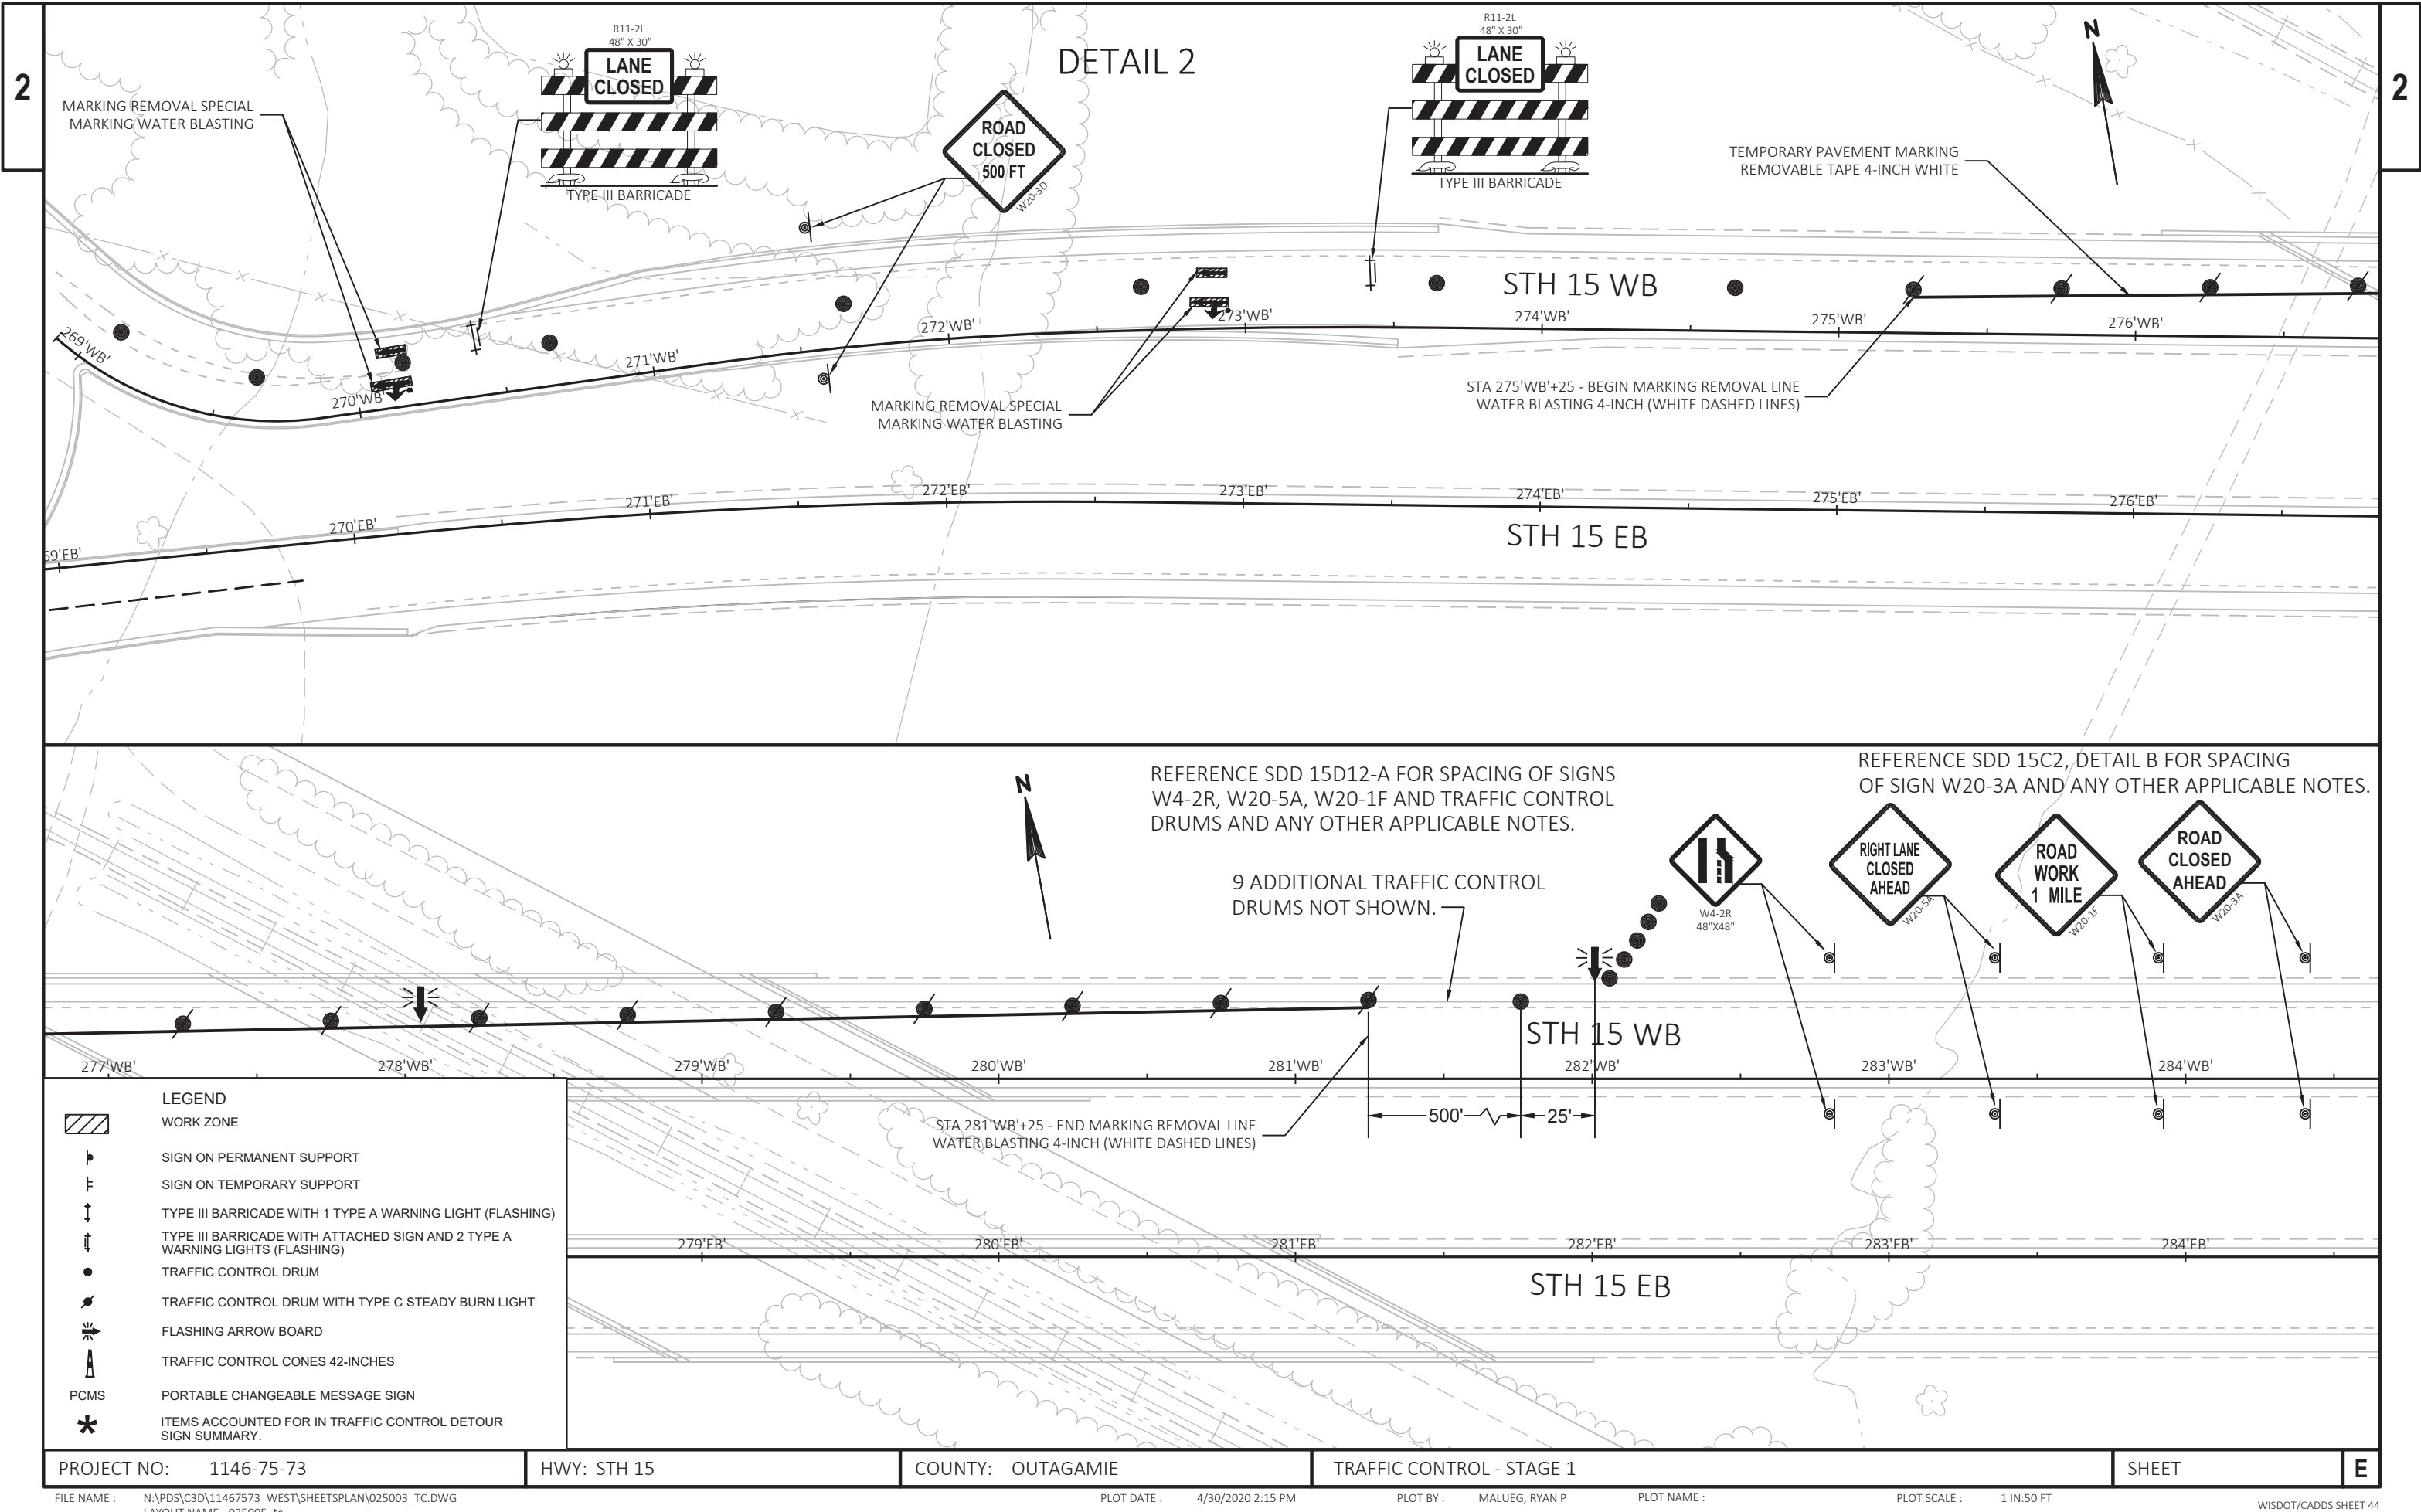 2
2
DETAIL 2
R11-2L
48" X 30"
LANE
CLOSED
TYPE III BARRICADE
R11-2L
48" X 30"
LANE
CLOSED
TYPE III BARRICADE
N
MARKING REMOVAL SPECIAL
MARKING WATER BLASTING
ROAD
CLOSED
500 FT
W20-3D
TEMPORARY PAVEMENT MARKING
REMOVABLE TAPE 4-INCH WHITE
STH 15 WB
269'WB'
270'WB'
271'WB'
272'WB'
273'WB'
274'WB'
275'WB'
276'WB'
MARKING REMOVAL SPECIAL
MARKING WATER BLASTING
STA 275'WB'+25 - BEGIN MARKING REMOVAL LINE
WATER BLASTING 4-INCH (WHITE DASHED LINES)
69'EB'
270'EB'
271'EB'
272'EB'
273'EB'
274'EB'
275'EB'
276'EB'
STH 15 EB
REFERENCE SDD 15D12-A FOR SPACING OF SIGNS
W4-2R, W20-5A, W20-1F AND TRAFFIC CONTROL
DRUMS AND ANY OTHER APPLICABLE NOTES.
REFERENCE SDD 15C2, DETAIL B FOR SPACING
OF SIGN W20-3A AND ANY OTHER APPLICABLE NOTES.
N
9 ADDITIONAL TRAFFIC CONTROL
DRUMS NOT SHOWN.
W4-2R
48"X48"
RIGHT LANE
CLOSED
AHEAD
W20-5A
ROAD
WORK
1 MILE
W20-1F
ROAD
CLOSED
AHEAD
W20-3A
STH 15 WB
277'WB'
278'WB'
279'WB'
280'WB'
281'WB'
282'WB'
283'WB'
284'WB'
STA 281'WB'+25 - END MARKING REMOVAL LINE
WATER BLASTING 4-INCH (WHITE DASHED LINES)
500'
25'
279'EB'
280'EB'
281'EB'
282'EB'
283'EB'
284'EB'
STH 15 EB
LEGEND
WORK ZONE
SIGN ON PERMANENT SUPPORT
SIGN ON TEMPORARY SUPPORT
TYPE III BARRICADE WITH 1 TYPE A WARNING LIGHT (FLASHING)
TYPE III BARRICADE WITH ATTACHED SIGN AND 2 TYPE A
WARNING LIGHTS (FLASHING)
TRAFFIC CONTROL DRUM
TRAFFIC CONTROL DRUM WITH TYPE C STEADY BURN LIGHT
FLASHING ARROW BOARD
TRAFFIC CONTROL CONES 42-INCHES
PCMS PORTABLE CHANGEABLE MESSAGE SIGN
* ITEMS ACCOUNTED FOR IN TRAFFIC CONTROL DETOUR
SIGN SUMMARY.
PROJECT NO: 1146-75-73 HWY: STH 15 COUNTY: OUTAGAMIE TRAFFIC CONTROL - STAGE 1 SHEET E
FILE NAME : N:\PDS\C3D\11467573_WEST\SHEETSPLAN\025003_TC.DWG PLOT DATE : 4/30/2020 2:15 PM PLOT BY : MALUEG, RYAN P PLOT NAME : PLOT SCALE : 1 IN:50 FT WISDOT/CADDS SHEET 44